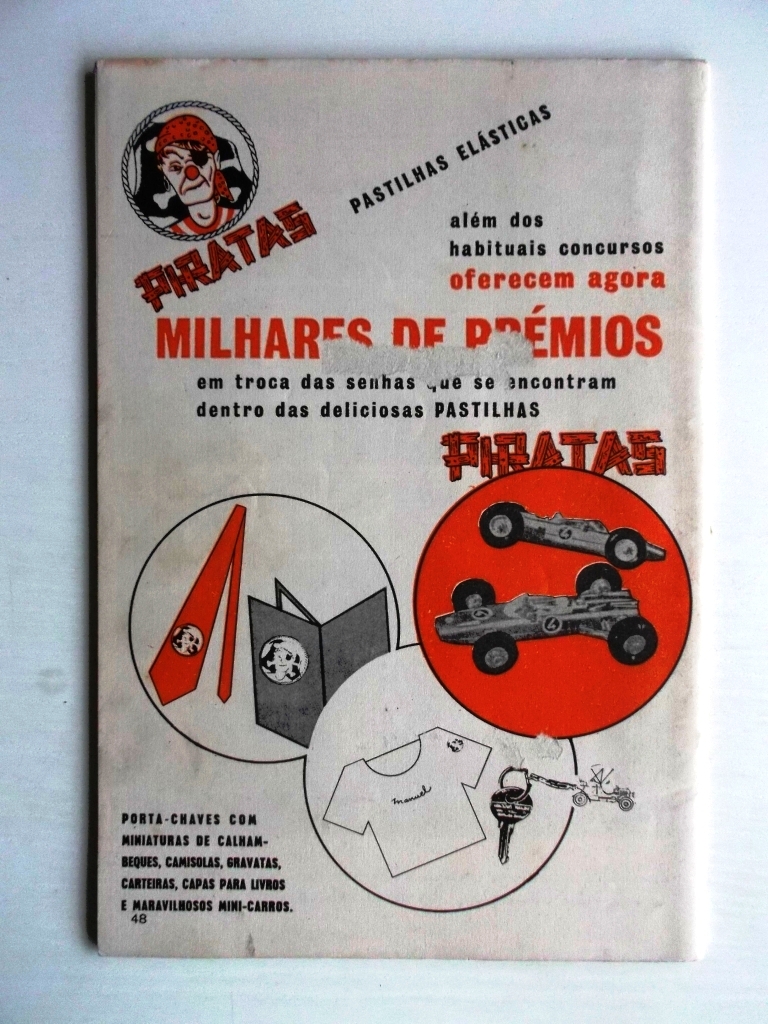 PIRATAS
PASTILHAS ELÁSTICAS
além dos
habituais concursos
oferecem agora
MILHARES DE PRÉMIOS
em troca das senhas que se encontram
dentro das deliciosas PASTILHAS
PIRATAS
4
4
manuel
PORTA-CHAVES COM
MINIATURAS DE CALHAM-
BEQUES, CAMISOLAS, GRAVATAS,
CARTEIRAS, CAPAS PARA LIVROS
E MARAVILHOSOS MINI-CARROS.
48